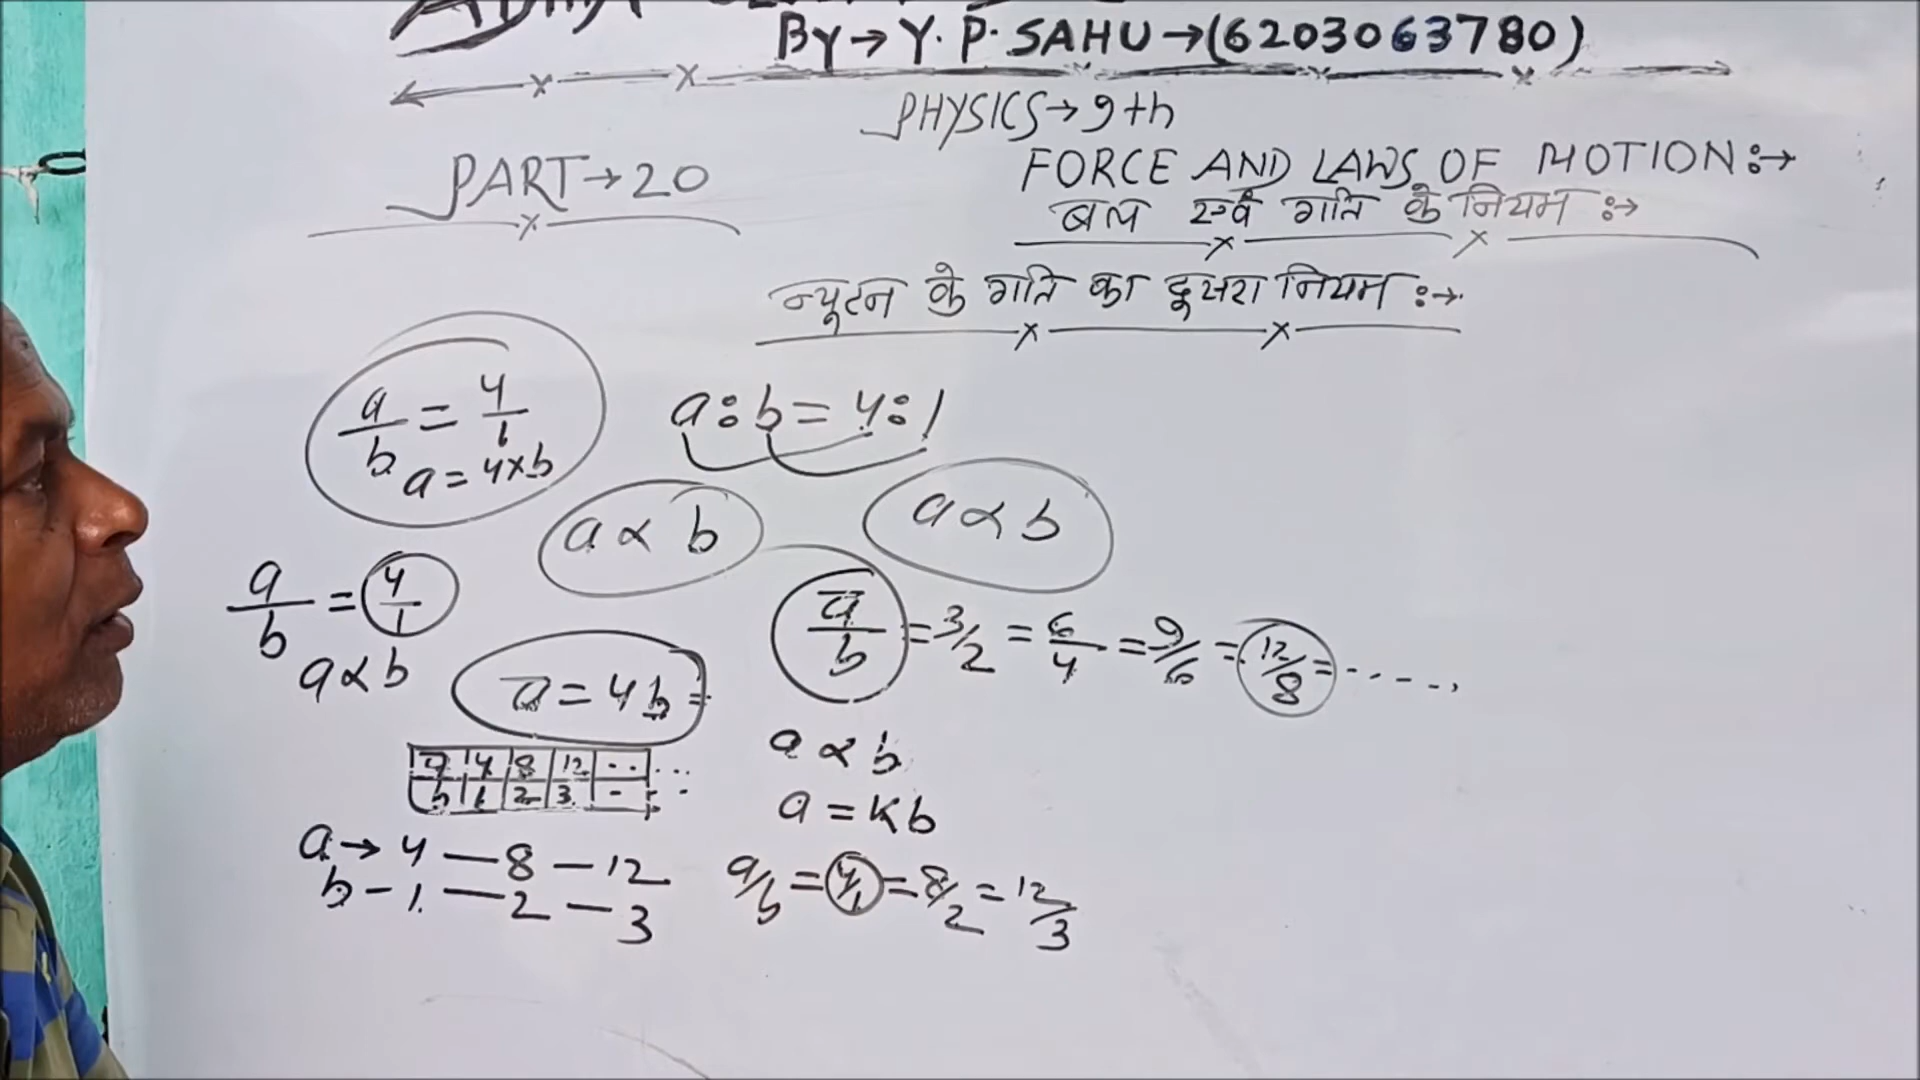 By → Y. P. SAHU → (6203063780)
PHYSICS → 9th
PART → 20
FORCE AND LAWS OF MOTION :→
बल एवं गति के नियम :→
न्यूटन के गति का दूसरा नियम :→
a/b = 4/1
a = 4×b
a : b = 4 : 1
a ∝ b
a ∝ b
a/b = 4/1
a ∝ b
a/b = 3/2 = 6/4 = 9/6 = 12/8 = .....
a = 4b =
a 4 8 12 .. ...
b 1 2 3 - ..
a ∝ b
a = kb
a → 4 — 8 — 12
b - 1 — 2 — 3
a/b = 4/1 = 8/2 = 12/3